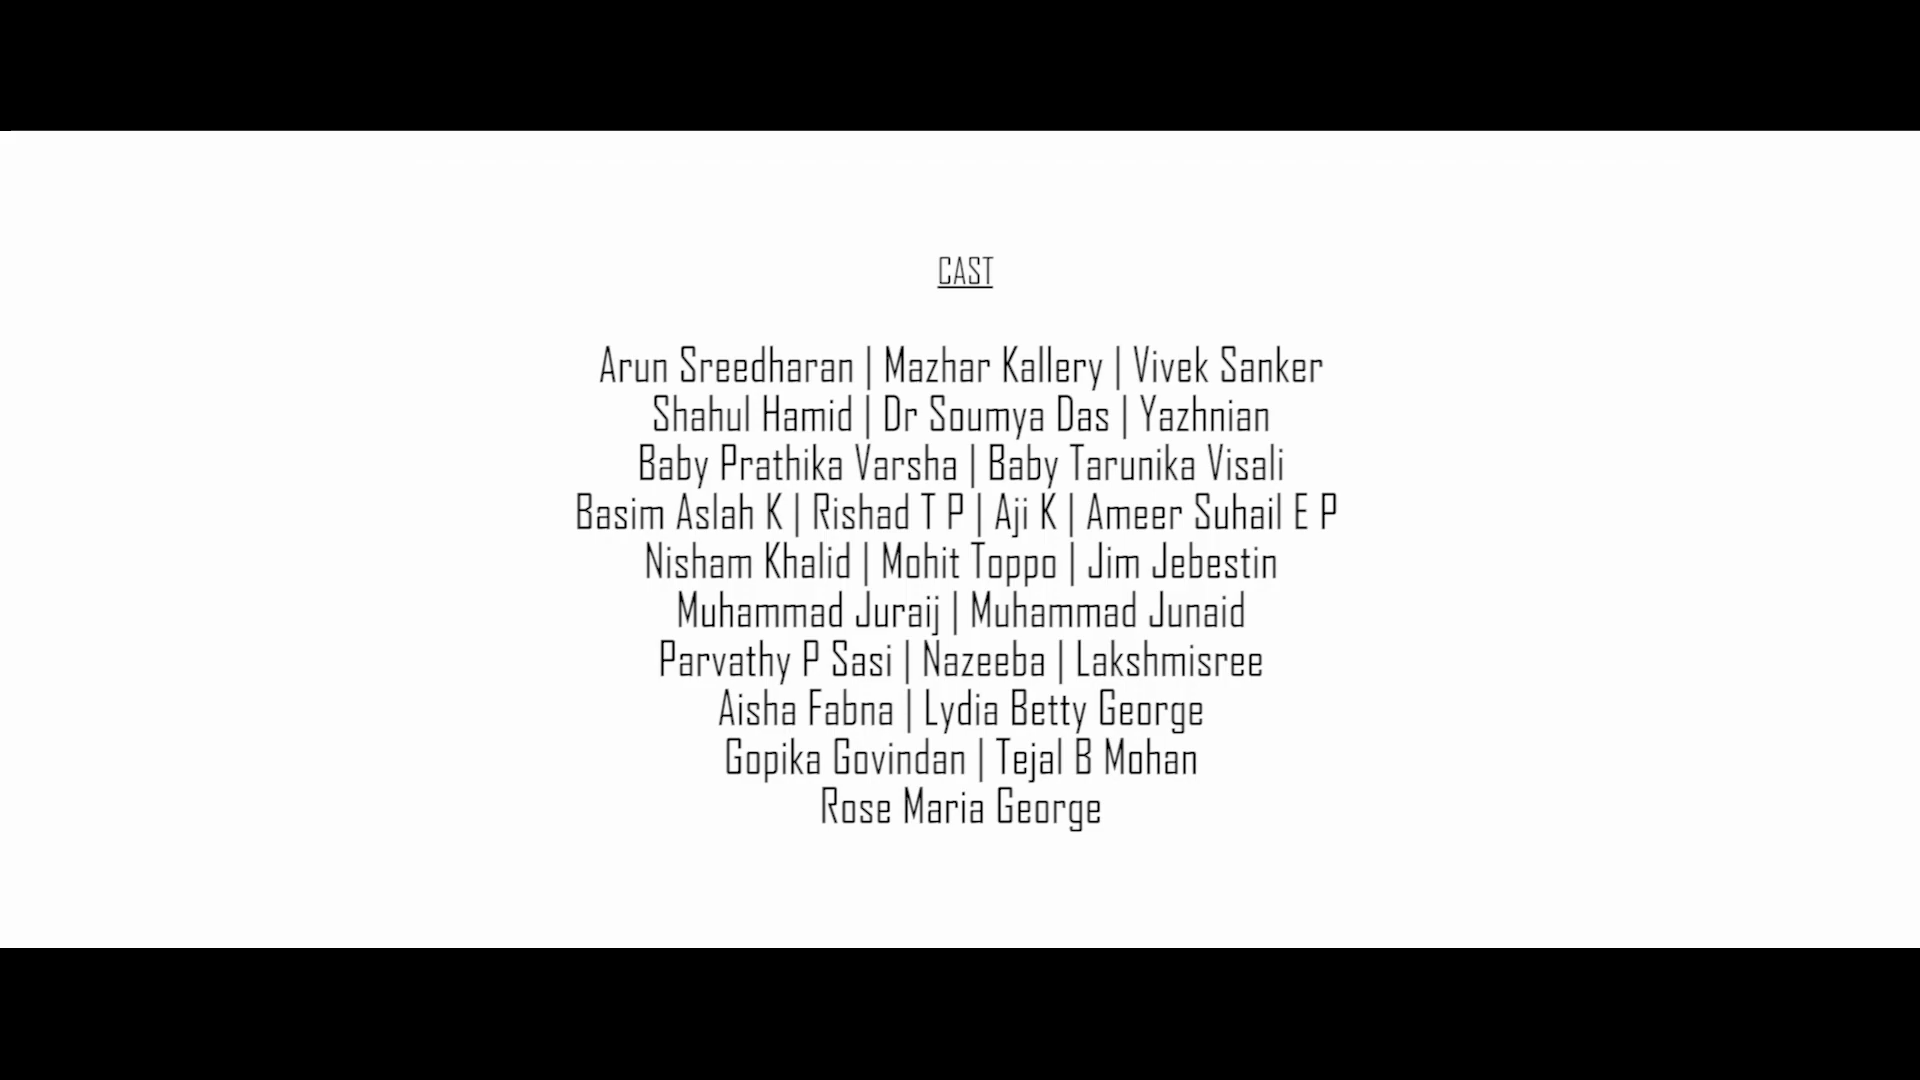 CAST
Arun Sreedharan | Mazhar Kallery | Vivek Sanker
Shahul Hamid | Dr Soumya Das | Yazhnian
Baby Prathika Varsha | Baby Tarunika Visali
Basim Aslah K | Rishad T P | Aji K | Ameer Suhail E P
Nisham Khalid | Mohit Toppo | Jim Jebestin
Muhammad Juraij | Muhammad Junaid
Parvathy P Sasi | Nazeeba | Lakshmisree
Aisha Fabna | Lydia Betty George
Gopika Govindan | Tejal B Mohan
Rose Maria George